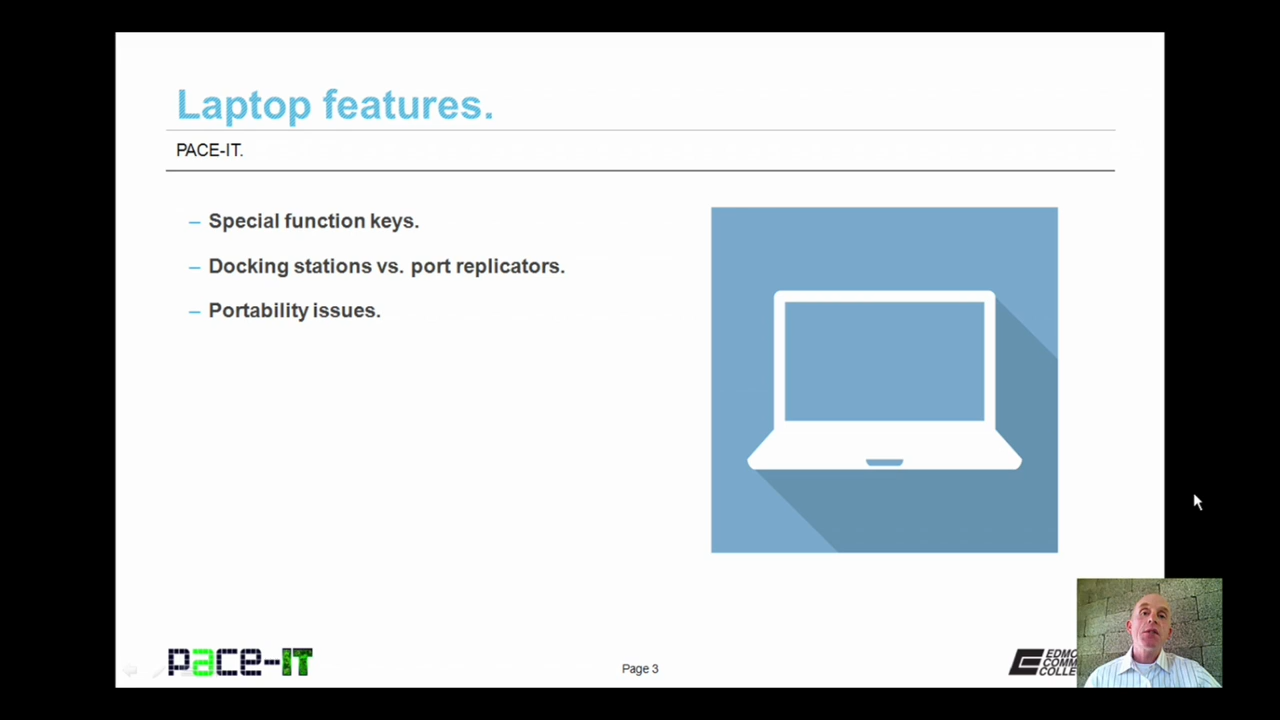 Laptop features.
PACE-IT.
– Special function keys.
– Docking stations vs. port replicators.
– Portability issues.
pace-IT
Page 3